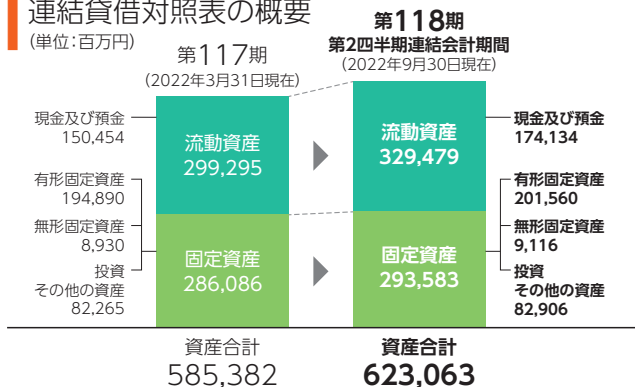 連結貸借対照表の概要
(単位:百万円)
第117期
(2022年3月31日現在)
現金及び預金
150,454
流動資産
299,295
有形固定資産
194,890
無形固定資産
8,930
投資
その他の資産
82,265
固定資産
286,086
資産合計
585,382
第118期
第2四半期連結会計期間
(2022年9月30日現在)
流動資産
329,479
現金及び預金
174,134
固定資産
293,583
有形固定資産
201,560
無形固定資産
9,116
投資
その他の資産
82,906
資産合計
623,063